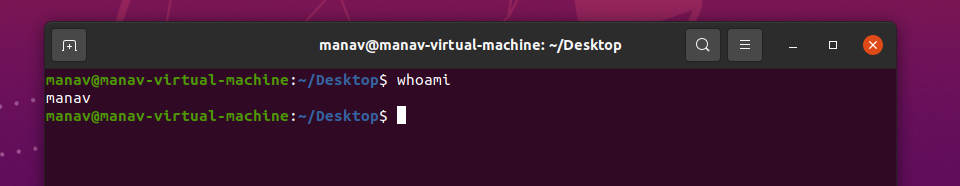 manav@manav-virtual-machine: ~/Desktop
manav@manav-virtual-machine:~/Desktop$ whoami
manav
manav@manav-virtual-machine:~/Desktop$